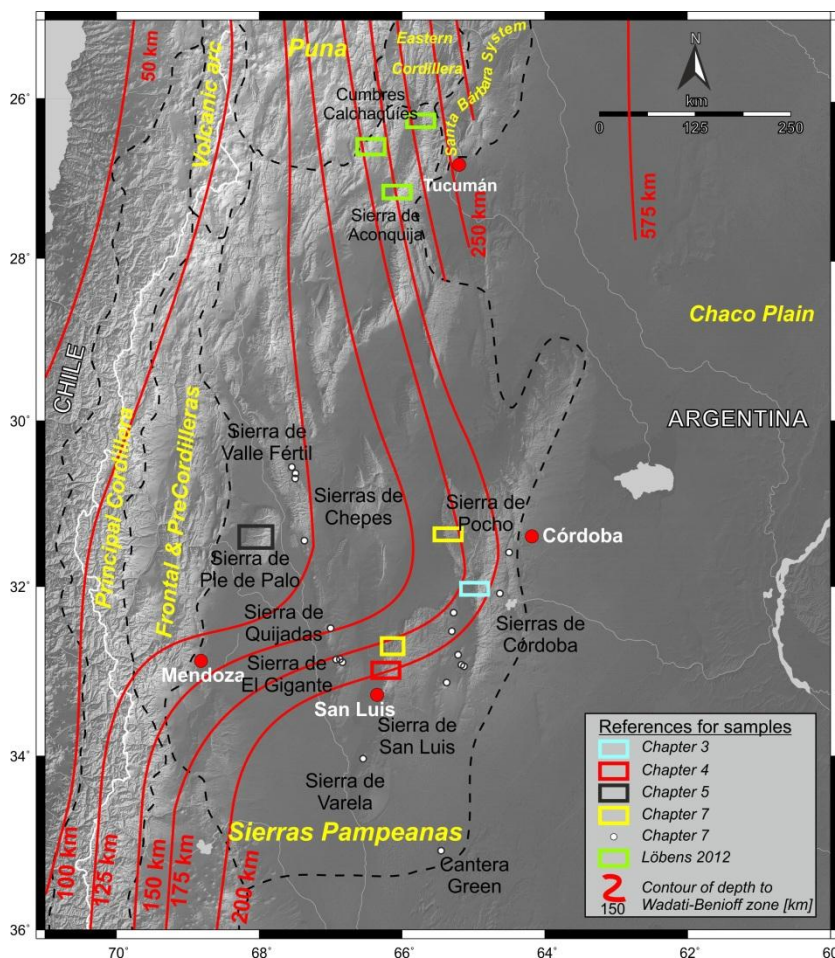 50 km
Volcanic arc
Puna
Eastern
Cordillera
Santa Bárbara System
N
km
0
125
250
26°
Cumbres
Calchaquíes
Tucumán
Sierra de
Aconquija
250 km
575 km
28°
Chaco Plain
CHILE
30°
ARGENTINA
Principal Cordillera
Frontal & PreCordilleras
Sierra de
Valle Fértil
Sierras de
Chepes
Sierra de
Pocho
Córdoba
Sierra de
Pie de Palo
32°
Sierra de
Quijadas
Sierras de
Córdoba
Mendoza
Sierra de
El Gigante
San Luis
Sierra de
San Luis
34°
Sierra de
Varela
Sierras Pampeanas
Cantera
Green
100 km
125 km
150 km
175 km
200 km
References for samples
Chapter 3
Chapter 4
Chapter 5
Chapter 7
Chapter 7
Löbens 2012
Contour of depth to
Wadati-Benioff zone [km]
150
36°
70°
68°
66°
64°
62°
60°